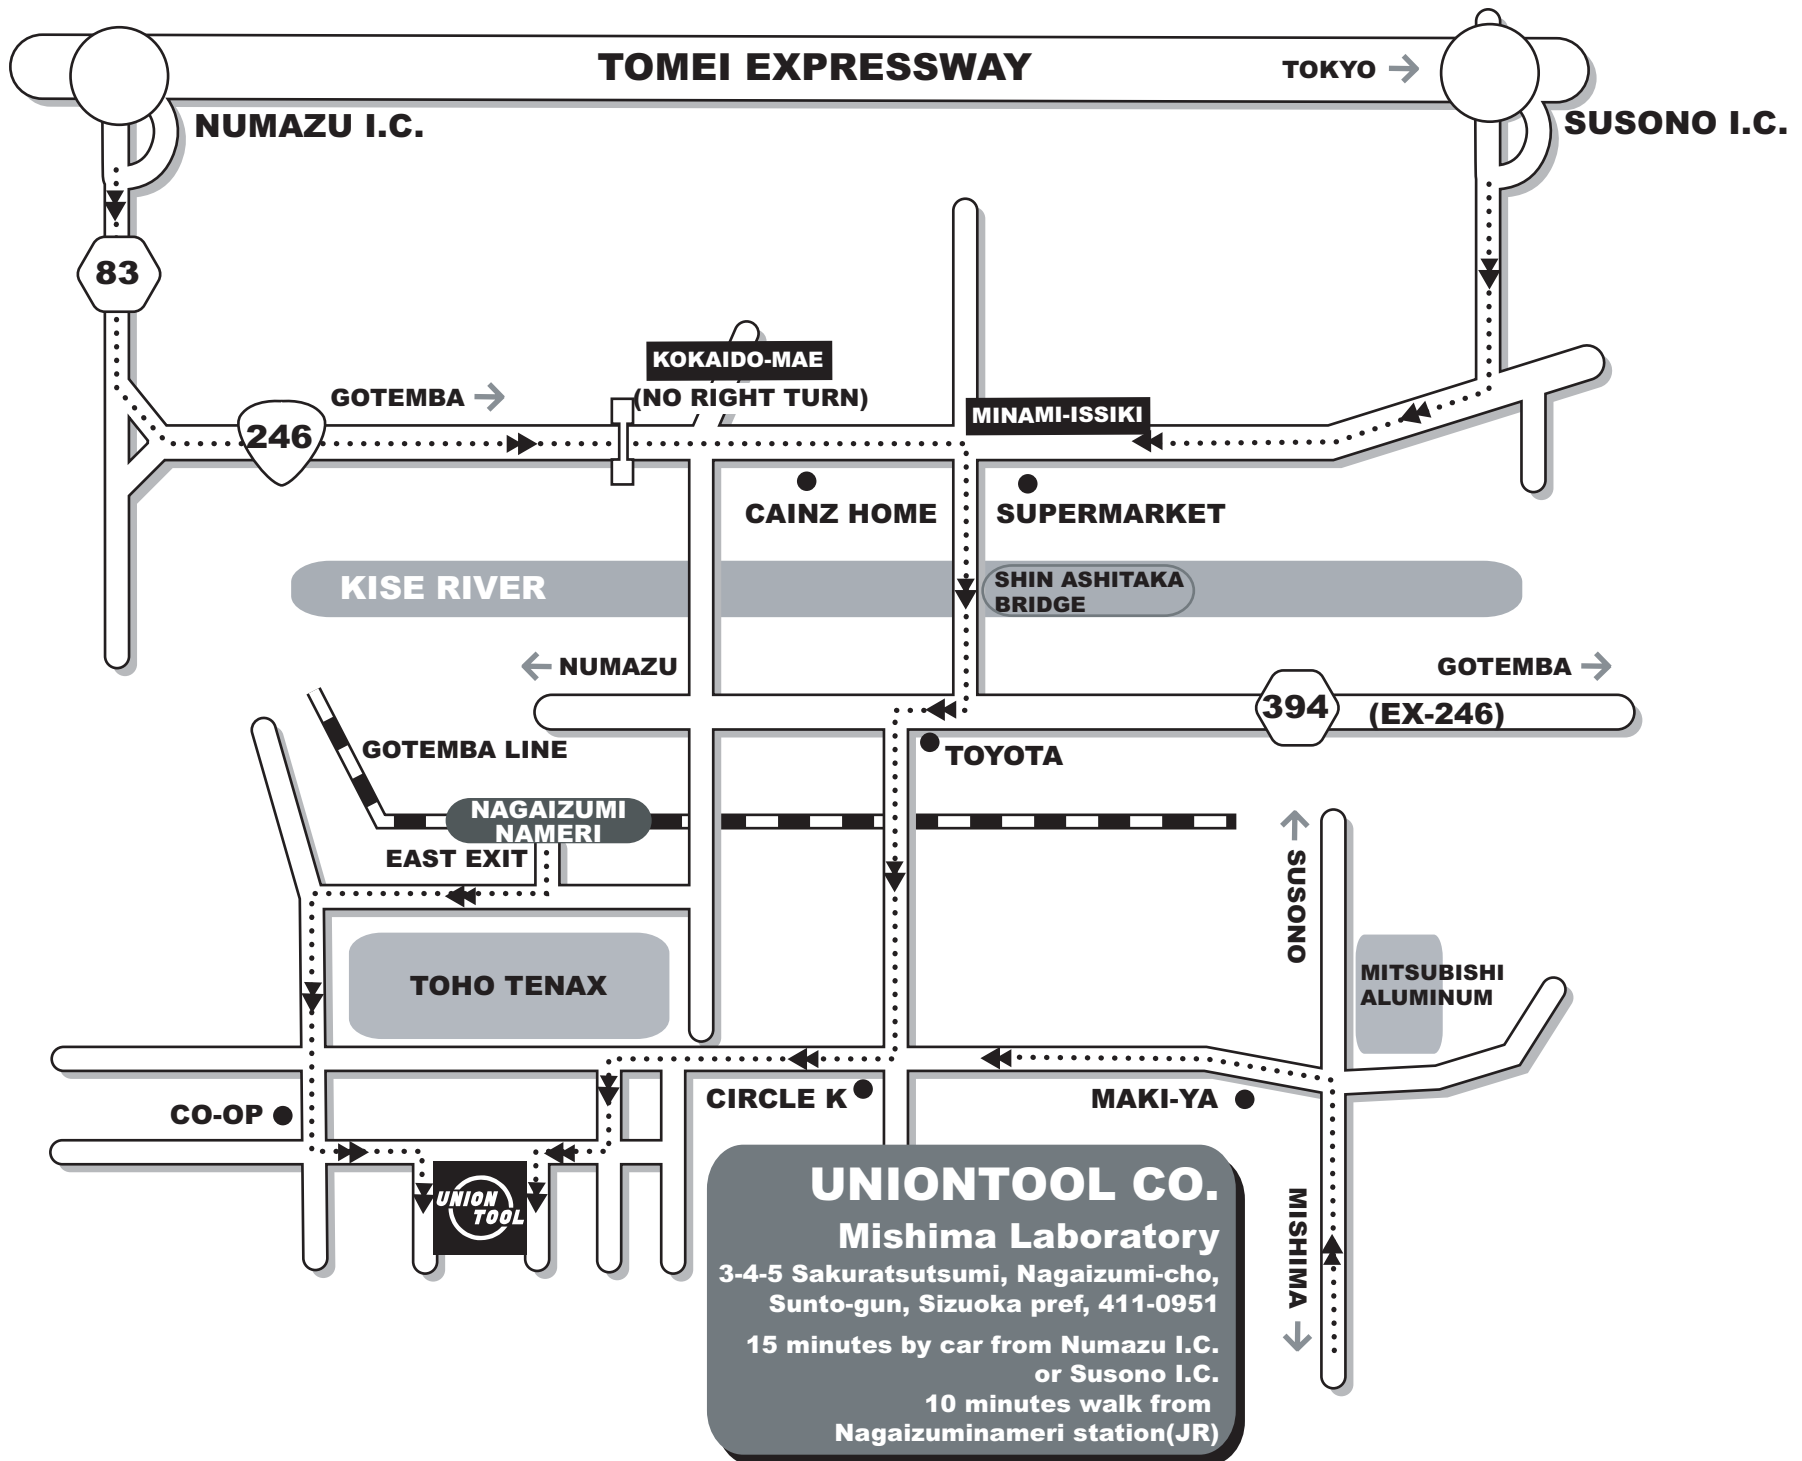 TOMEI EXPRESSWAY
TOKYO →
NUMAZU I.C.
SUSONO I.C.
83
KOKAIDO-MAE
(NO RIGHT TURN)
GOTEMBA →
MINAMI-ISSIKI
246
CAINZ HOME
SUPERMARKET
KISE RIVER
SHIN ASHITAKA
BRIDGE
← NUMAZU
GOTEMBA →
394
(EX-246)
GOTEMBA LINE
TOYOTA
NAGAIZUMI
NAMERI
EAST EXIT
← SUSONO
TOHO TENAX
MITSUBISHI
ALUMINUM
CIRCLE K
MAKI-YA
CO-OP
UNION
TOOL
MISHIMA →
UNIONTOOL CO.
Mishima Laboratory
3-4-5 Sakuratsutsumi, Nagaizumi-cho,
Sunto-gun, Sizuoka pref, 411-0951
15 minutes by car from Numazu I.C.
or Susono I.C.
10 minutes walk from
Nagaizuminameri station(JR)